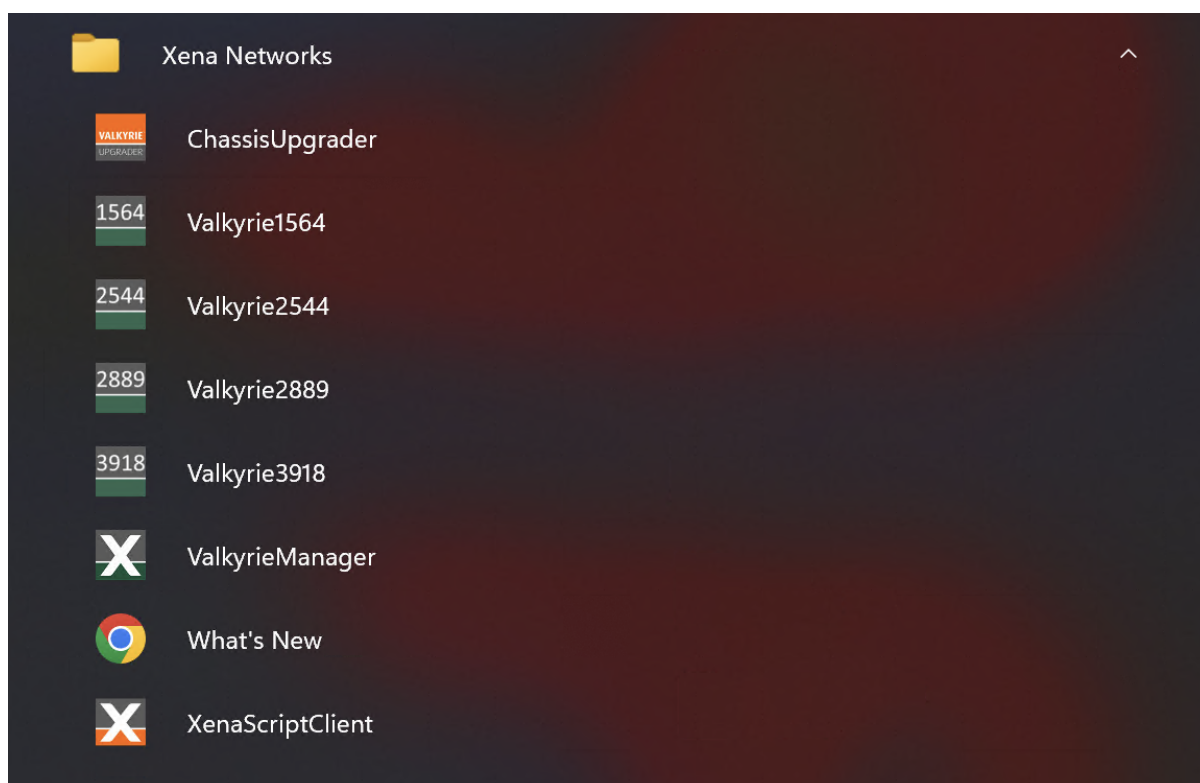 Xena Networks
VALKYRIE
UPGRADER
ChassisUpgrader
1564
Valkyrie1564
2544
Valkyrie2544
2889
Valkyrie2889
3918
Valkyrie3918
X
ValkyrieManager
What's New
X
XenaScriptClient